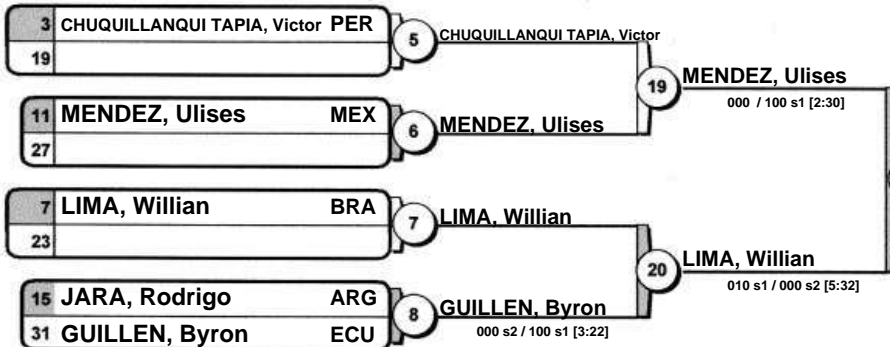 3 CHUQUILLANQUI TAPIA, Victor PER
19
5
CHUQUILLANQUI TAPIA, Victor
11 MENDEZ, Ulises MEX
27
6
MENDEZ, Ulises
19
MENDEZ, Ulises
000 / 100 s1 [2:30]
7 LIMA, Willian BRA
23
7
LIMA, Willian
15 JARA, Rodrigo ARG
31 GUILLEN, Byron ECU
8
GUILLEN, Byron
000 s2 / 100 s1 [3:22]
20
LIMA, Willian
010 s1 / 000 s2 [5:32]